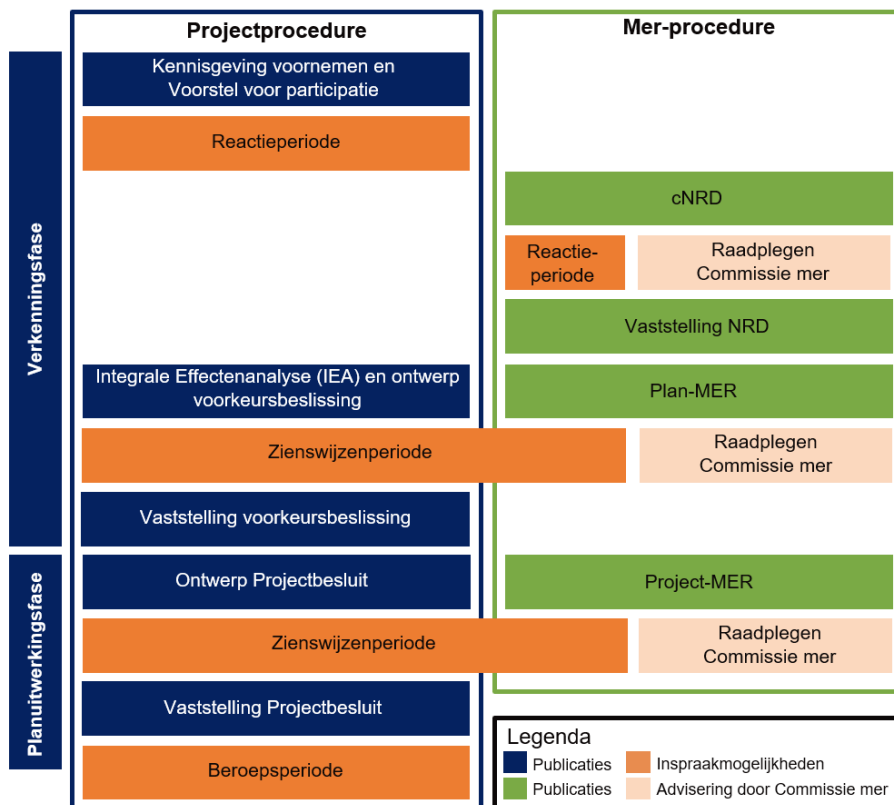 Projectprocedure
Mer-procedure
Verkenningsfase
Kennisgeving voornemen en
Voorstel voor participatie
Reactieperiode
cNRD
Reactie-
periode
Raadplegen
Commissie mer
Vaststelling NRD
Integrale Effectenanalyse (IEA) en ontwerp
voorkeursbeslissing
Plan-MER
Zienswijzenperiode
Raadplegen
Commissie mer
Vaststelling voorkeursbeslissing
Planuitwerkingsfase
Ontwerp Projectbesluit
Project-MER
Zienswijzenperiode
Raadplegen
Commissie mer
Vaststelling Projectbesluit
Beroepsperiode
Legenda
Publicaties
Inspraakmogelijkheden
Publicaties
Advisering door Commissie mer